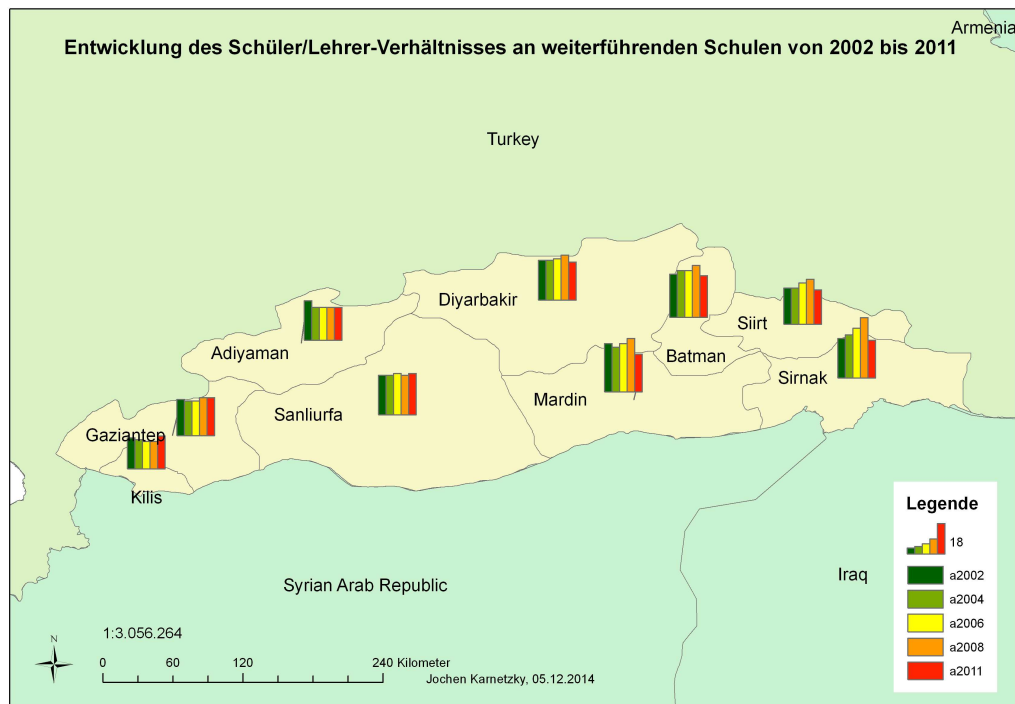 Armenia
Entwicklung des Schüler/Lehrer-Verhältnisses an weiterführenden Schulen von 2002 bis 2011
Turkey
Diyarbakir
Siirt
Adiyaman
Batman
Sirnak
Mardin
Sanliurfa
Gaziantep
Kilis
Legende
18
a2002
a2004
a2006
a2008
a2011
Syrian Arab Republic
Iraq
N
1:3.056.264
0 60 120 240 Kilometer
Jochen Karnetzky, 05.12.2014